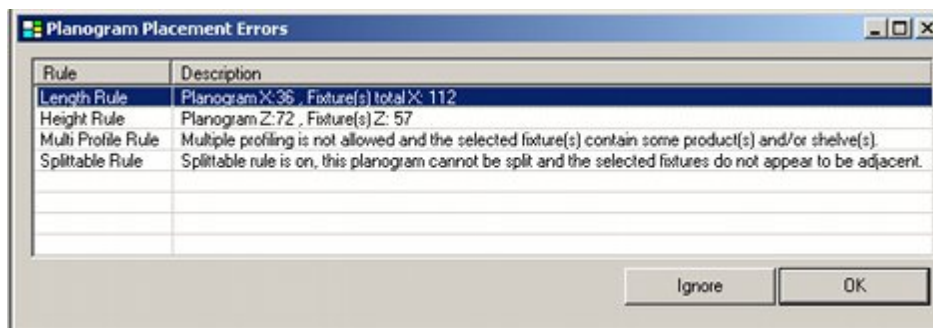 Planogram Placement Errors
Rule Description
Length Rule Planogram X:36 , Fixture(s) total X: 112
Height Rule Planogram Z:72 , Fixture(s) Z: 57
Multi Profile Rule Multiple profiling is not allowed and the selected fixture(s) contain some product(s) and/or shelve(s).
Splittable Rule Splittable rule is on, this planogram cannot be split and the selected fixtures do not appear to be adjacent.
Ignore OK